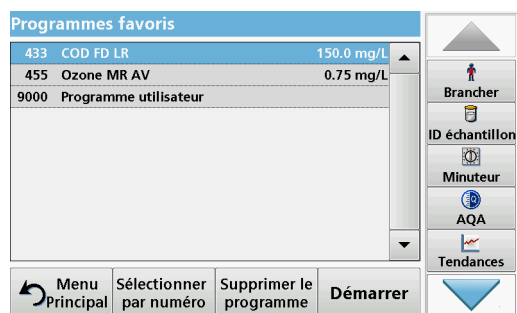 Programmes favoris
433 COD FD LR 150.0 mg/L
455 Ozone MR AV 0.75 mg/L
9000 Programme utilisateur
Brancher
ID échantillon
Minuteur
AQA
Tendances
Menu
Principal
Sélectionner
par numéro
Supprimer le
programme
Démarrer